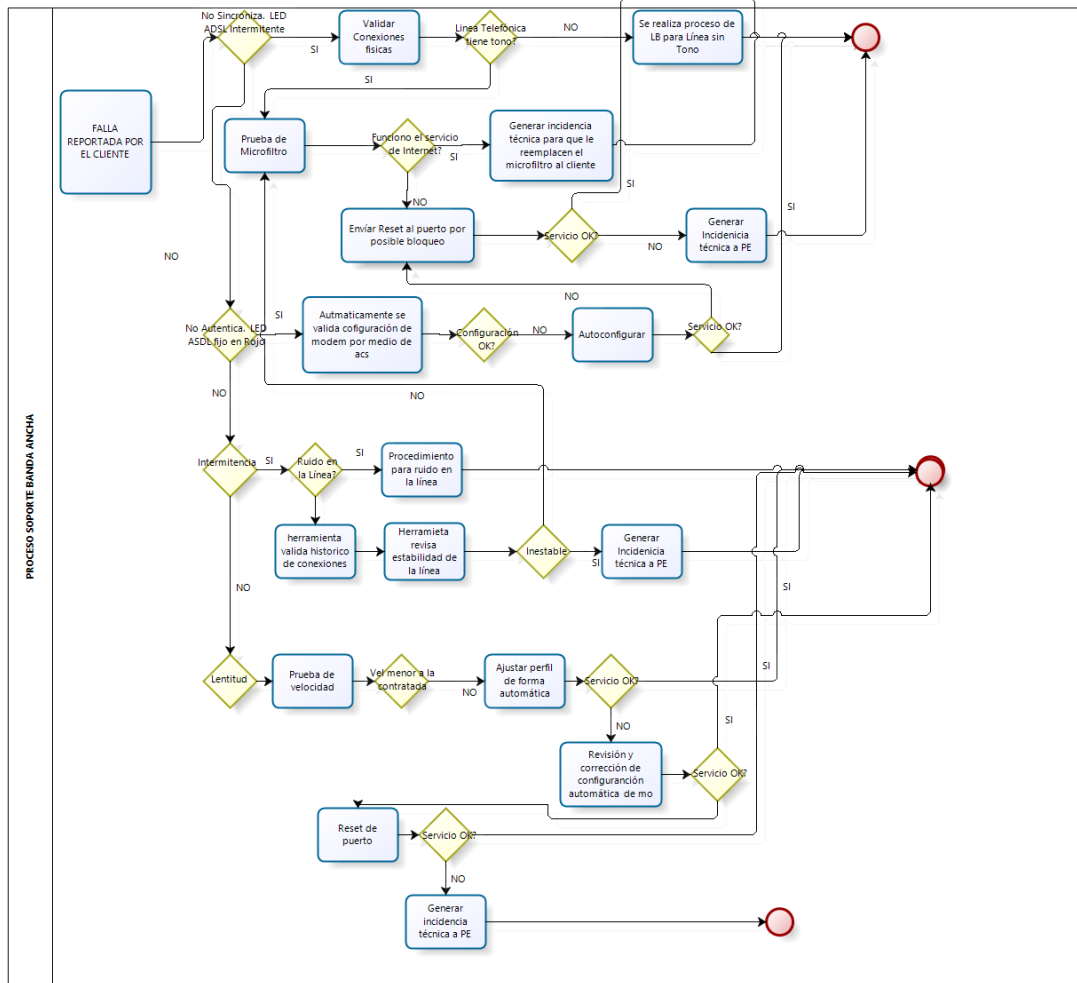 PROCESO SOPORTE BANDA ANCHA
FALLA
REPORTADA POR
EL CLIENTE
No Sincroniza. LED
ADSL Intermitente
SI
Validar
Conexiones
fisicas
Linea Telefónica
tiene tono?
NO
Se realiza proceso de
LB para Línea sin
Tono
SI
Prueba de
Microfiltro
Funciono el servicio
de Internet?
SI
Generar incidencia
técnica para que le
reemplacen el
microfiltro al cliente
NO
SI
Envíar Reset al puerto por
posible bloqueo
Servicio OK?
NO
Generar
Incidenicia
técnica a PE
SI
NO
NO
No Autentica. LED
ASDL fijo en Rojo
SI
Autmaticamente se
valida cofiguración de
modem por medio de
acs
Configuración
OK?
NO
Autoconfigurar
Servicio OK?
NO
NO
Intermitencia
SI
Ruido en
la Línea?
SI
Procedimiento
para ruido en
la línea
herramienta
valida historico
de conexiones
Herramieta
revisa
estabilidad de
la línea
Inestable
SI
Generar
Incidencia
técnica a PE
NO
SI
Lentitud
Prueba de
velocidad
Vel menor a la
contratada
NO
Ajustar perfil
de forma
automática
Servicio OK?
SI
NO
SI
Revisión y
corrección de
configuranción
automática de mo
Servicio OK?
Reset de
puerto
Servicio OK?
NO
Generar
incidencia
técnica a PE